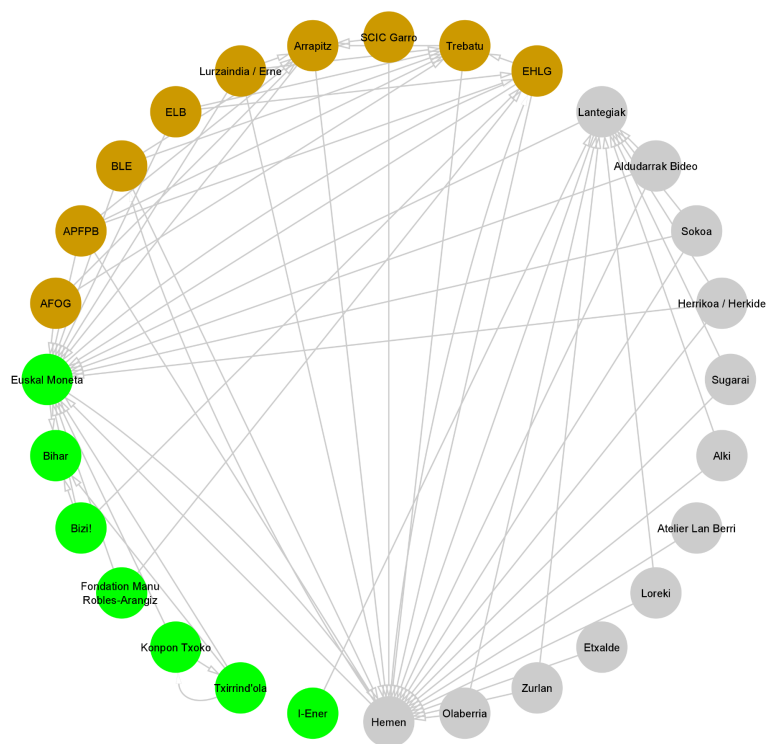 SCIC Garro
Arrapitz
Trebatu
Lurzaindia / Erne
EHLG
ELB
Lantegiak
BLE
Aldudarrak Bideo
APFPB
Sokoa
AFOG
Herrikoa / Herkide
Euskal Moneta
Sugarai
Bihar
Alki
Bizi!
Atelier Lan Berri
Fondation Manu
Robles-Arangiz
Loreki
Konpon Txoko
Etxalde
Txirrind'ola
Zurlan
I-Ener
Olaberria
Hemen